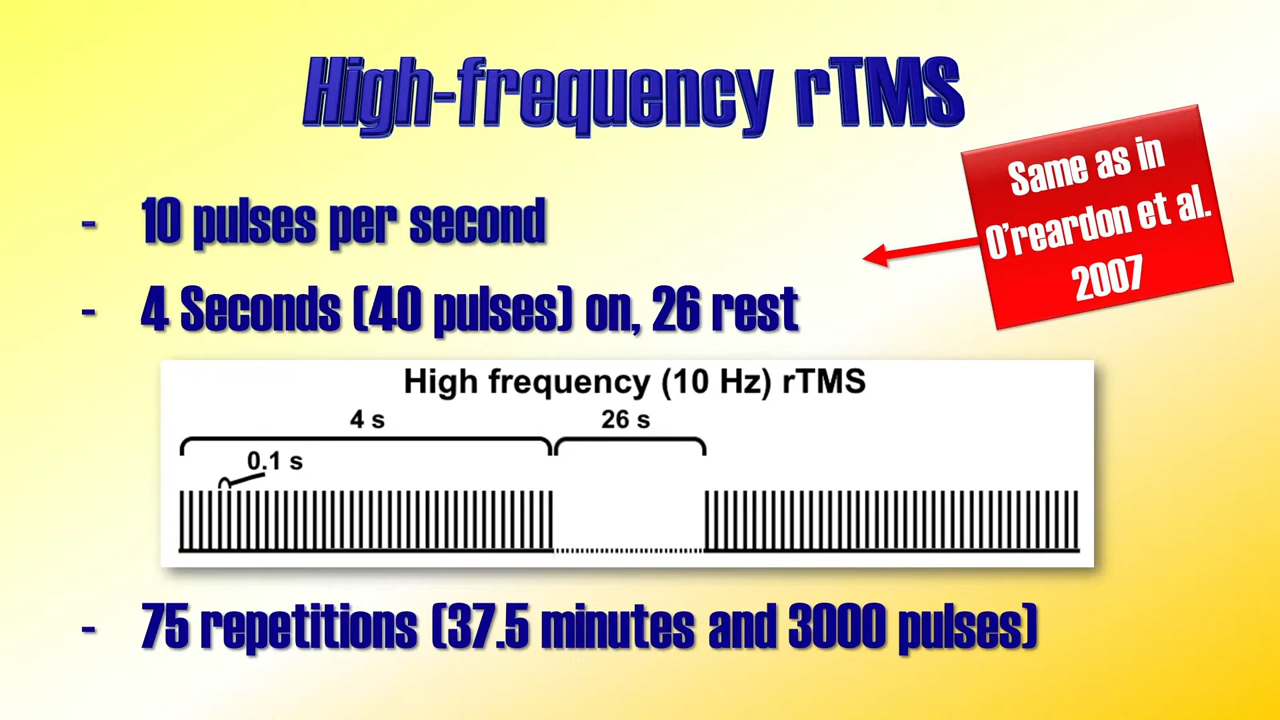 High-frequency rTMS
Same as in
O'reardon et al.
2007
- 10 pulses per second
- 4 Seconds (40 pulses) on, 26 rest
High frequency (10 Hz) rTMS
4 s
26 s
0.1 s
- 75 repetitions (37.5 minutes and 3000 pulses)